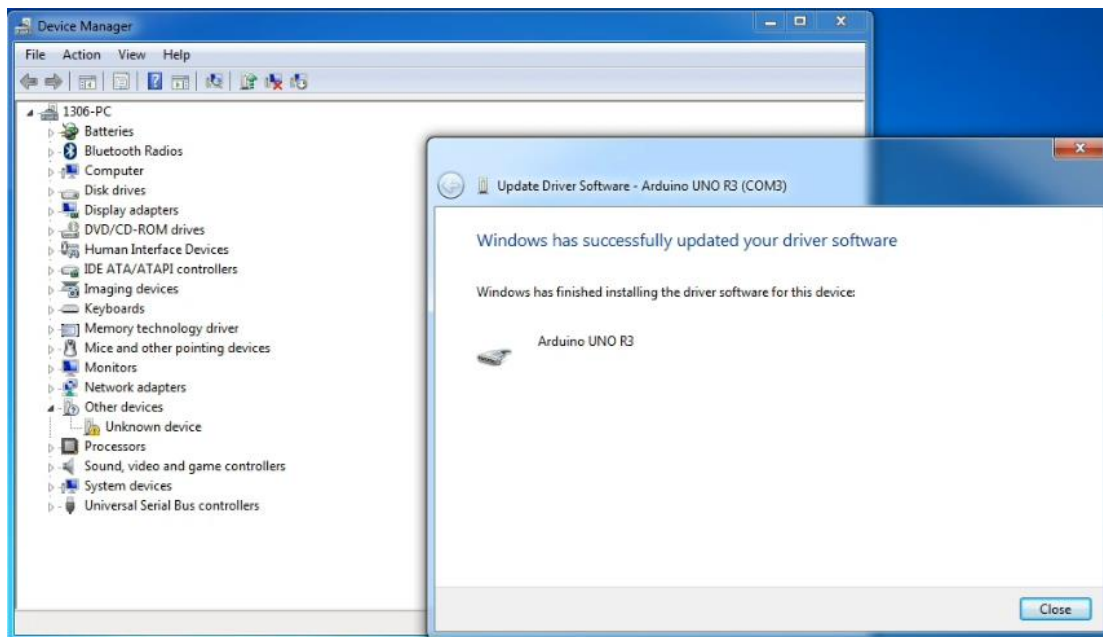 Device Manager
File Action View Help
1306-PC
Batteries
Bluetooth Radios
Computer
Disk drives
Display adapters
DVD/CD-ROM drives
Human Interface Devices
IDE ATA/ATAPI controllers
Imaging devices
Keyboards
Memory technology driver
Mice and other pointing devices
Monitors
Network adapters
Other devices
Unknown device
Processors
Sound, video and game controllers
System devices
Universal Serial Bus controllers
Update Driver Software - Arduino UNO R3 (COM3)
Windows has successfully updated your driver software
Windows has finished installing the driver software for this device:
Arduino UNO R3
Close